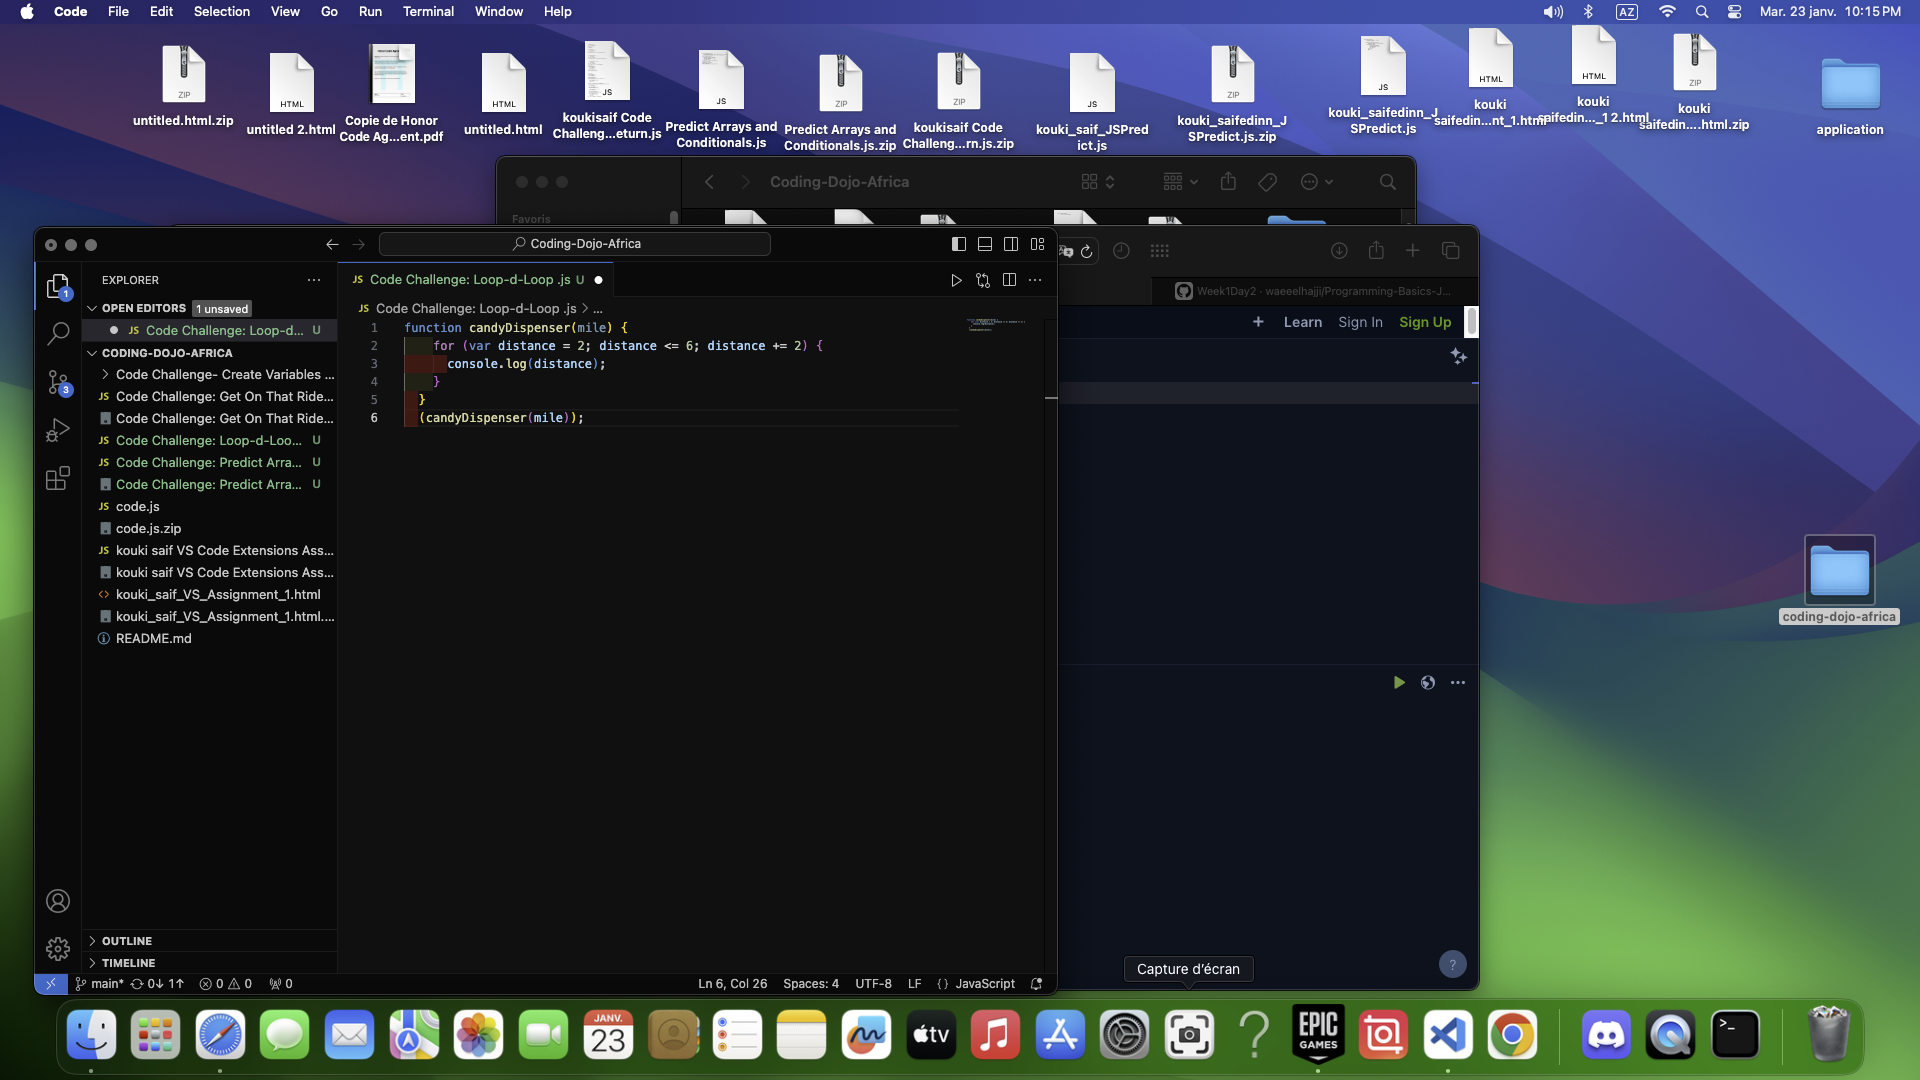 Code File Edit Selection View Go Run Terminal Window Help
AZ Mar. 23 janv. 10:15 PM
ZIP
untitled.html.zip
HTML
untitled 2.html
Copie de Honor
Code Ag...ent.pdf
HTML
untitled.html
JS
koukisaif Code
Challeng...eturn.js
JS
Predict Arrays and
Conditionals.js
ZIP
Predict Arrays and
Conditionals.js.zip
ZIP
koukisaif Code
Challeng...rn.js.zip
JS
kouki_saif_JSPred
ict.js
ZIP
kouki_saifedinn_J
SPredict.js.zip
JS
kouki_saifedinn_J
SPredict.js
HTML
kouki
saifedin...nt_1.html
HTML
kouki
saifedin..._1 2.html
ZIP
kouki
saifedin....html.zip
application
Coding-Dojo-Africa
Favoris
Coding-Dojo-Africa
EXPLORER
OPEN EDITORS 1 unsaved
JS Code Challenge: Loop-d... U
CODING-DOJO-AFRICA
Code Challenge- Create Variables ...
JS Code Challenge: Get On That Ride...
Code Challenge: Get On That Ride...
JS Code Challenge: Loop-d-Loo... U
JS Code Challenge: Predict Arra... U
Code Challenge: Predict Arra... U
JS code.js
code.js.zip
JS kouki saif VS Code Extensions Ass...
kouki saif VS Code Extensions Ass...
<> kouki_saif_VS_Assignment_1.html
kouki_saif_VS_Assignment_1.html....
README.md
OUTLINE
TIMELINE
1
3
JS Code Challenge: Loop-d-Loop .js U
JS Code Challenge: Loop-d-Loop .js > ...
1 function candyDispenser(mile) {
2 for (var distance = 2; distance <= 6; distance += 2) {
3 console.log(distance);
4 }
5 }
6 (candyDispenser(mile));
main* 0↓ 1↑ 0 0 0
Ln 6, Col 26 Spaces: 4 UTF-8 LF {} JavaScript
Week1Day2 · waeeelhajji/Programming-Basics-J...
+ Learn Sign In Sign Up
?
coding-dojo-africa
Capture d'écran
JANV.
23
tv
EPIC
GAMES
>_